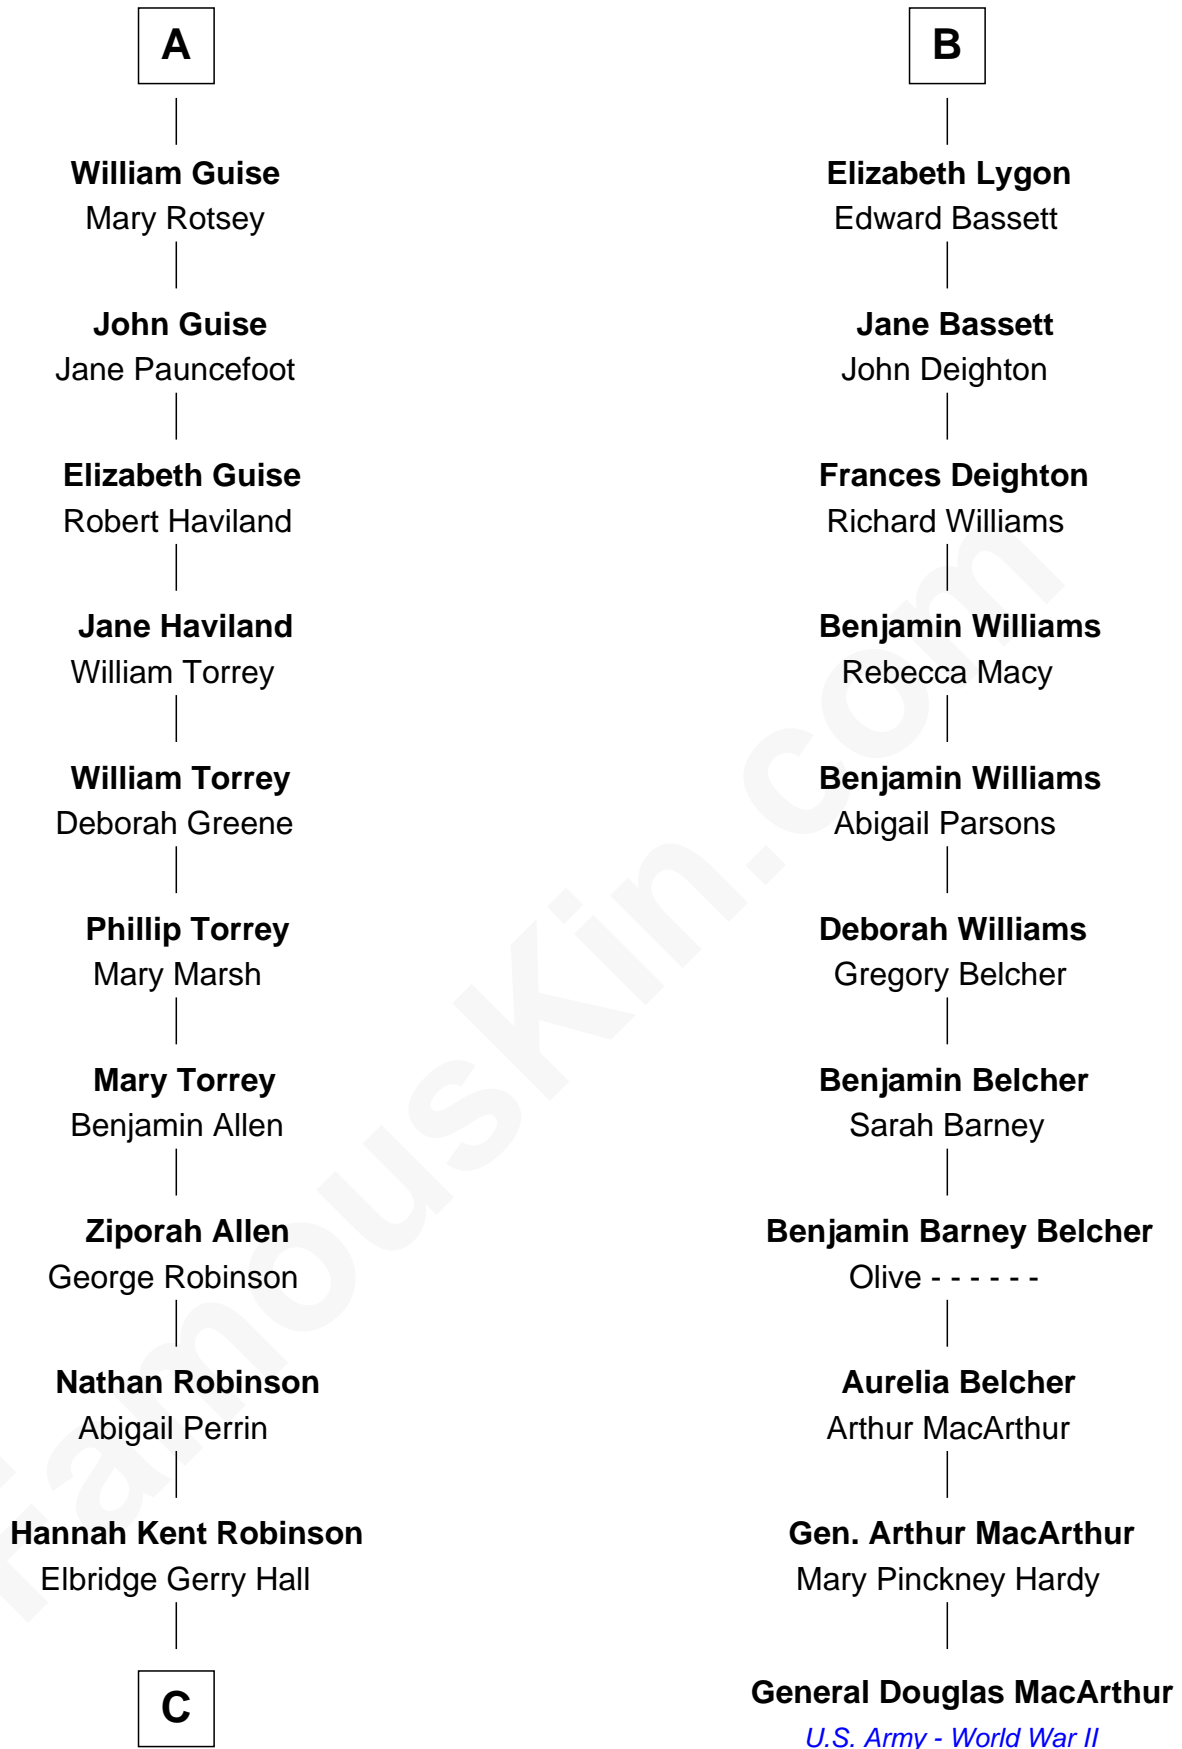 A
William Guise
Mary Rotsey
John Guise
Jane Pauncefoot
Elizabeth Guise
Robert Haviland
Jane Haviland
William Torrey
William Torrey
Deborah Greene
Phillip Torrey
Mary Marsh
Mary Torrey
Benjamin Allen
Ziporah Allen
George Robinson
Nathan Robinson
Abigail Perrin
Hannah Kent Robinson
Elbridge Gerry Hall
C
B
Elizabeth Lygon
Edward Bassett
Jane Bassett
John Deighton
Frances Deighton
Richard Williams
Benjamin Williams
Rebecca Macy
Benjamin Williams
Abigail Parsons
Deborah Williams
Gregory Belcher
Benjamin Belcher
Sarah Barney
Benjamin Barney Belcher
Olive - - - - - -
Aurelia Belcher
Arthur MacArthur
Gen. Arthur MacArthur
Mary Pinckney Hardy
General Douglas MacArthur
U.S. Army - World War II
FamousKin.com